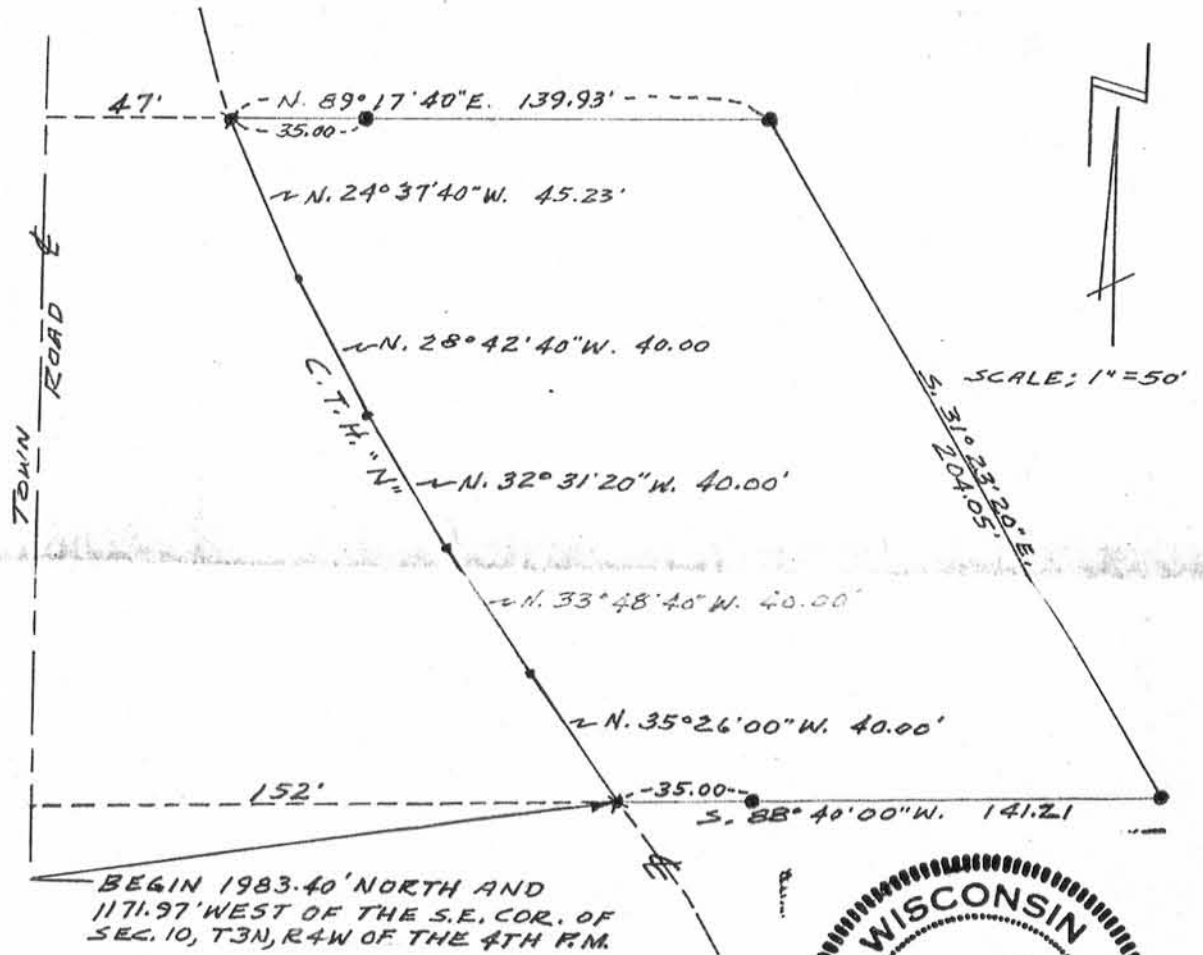 47'
N. 89° 17' 40" E. 139.93'
35.00
N. 24° 37' 40" W. 45.23'
N. 28° 42' 40" W. 40.00
SCALE; 1" = 50'
TOWN ROAD ℄
C. T. H. "N"
N. 32° 31' 20" W. 40.00'
S. 31° 23' 20" E.
204.05'
N. 33° 48' 40" W. 40.00'
N. 35° 26' 00" W. 40.00'
152'
35.00
S. 88° 40' 00" W. 141.21
℄
BEGIN 1983.40' NORTH AND
1171.97' WEST OF THE S.E. COR. OF
SEC. 10, T3N, R4W OF THE 4TH P.M.
WISCONSIN